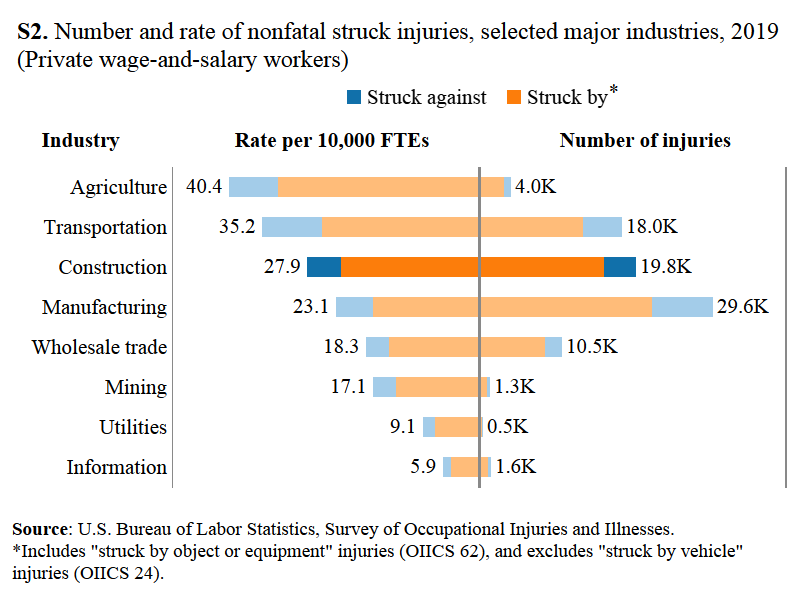 S2. Number and rate of nonfatal struck injuries, selected major industries, 2019
(Private wage-and-salary workers)
Struck against Struck by*
Industry Rate per 10,000 FTEs Number of injuries
Agriculture 40.4 4.0K
Transportation 35.2 18.0K
Construction 27.9 19.8K
Manufacturing 23.1 29.6K
Wholesale trade 18.3 10.5K
Mining 17.1 1.3K
Utilities 9.1 0.5K
Information 5.9 1.6K
Source: U.S. Bureau of Labor Statistics, Survey of Occupational Injuries and Illnesses.
*Includes "struck by object or equipment" injuries (OIICS 62), and excludes "struck by vehicle"
injuries (OIICS 24).